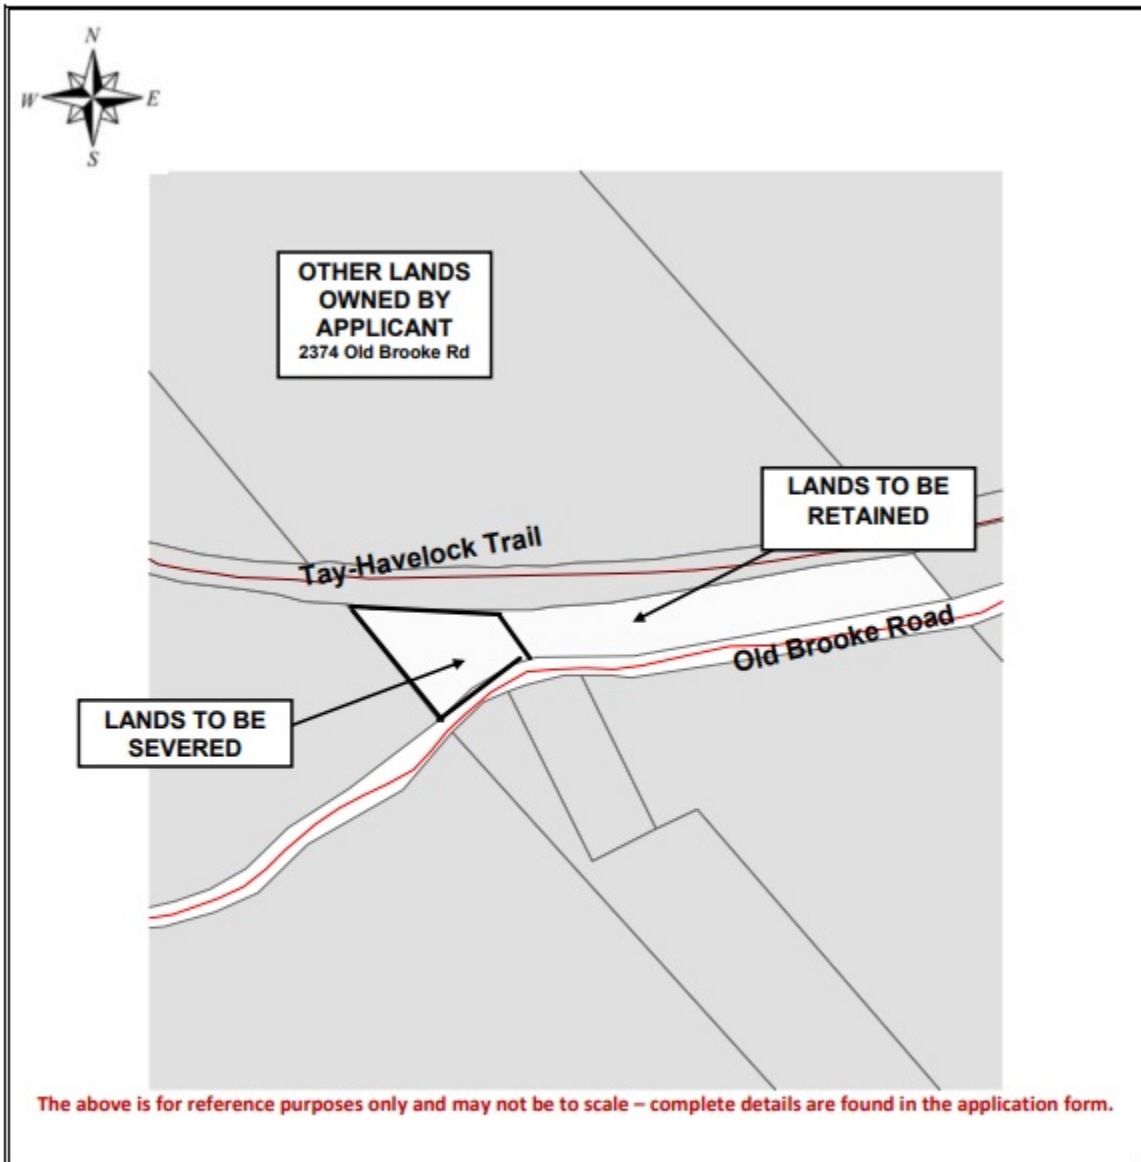 N
W E
S
OTHER LANDS
OWNED BY
APPLICANT
2374 Old Brooke Rd
LANDS TO BE
RETAINED
Tay-Havelock Trail
Old Brooke Road
LANDS TO BE
SEVERED
The above is for reference purposes only and may not be to scale – complete details are found in the application form.